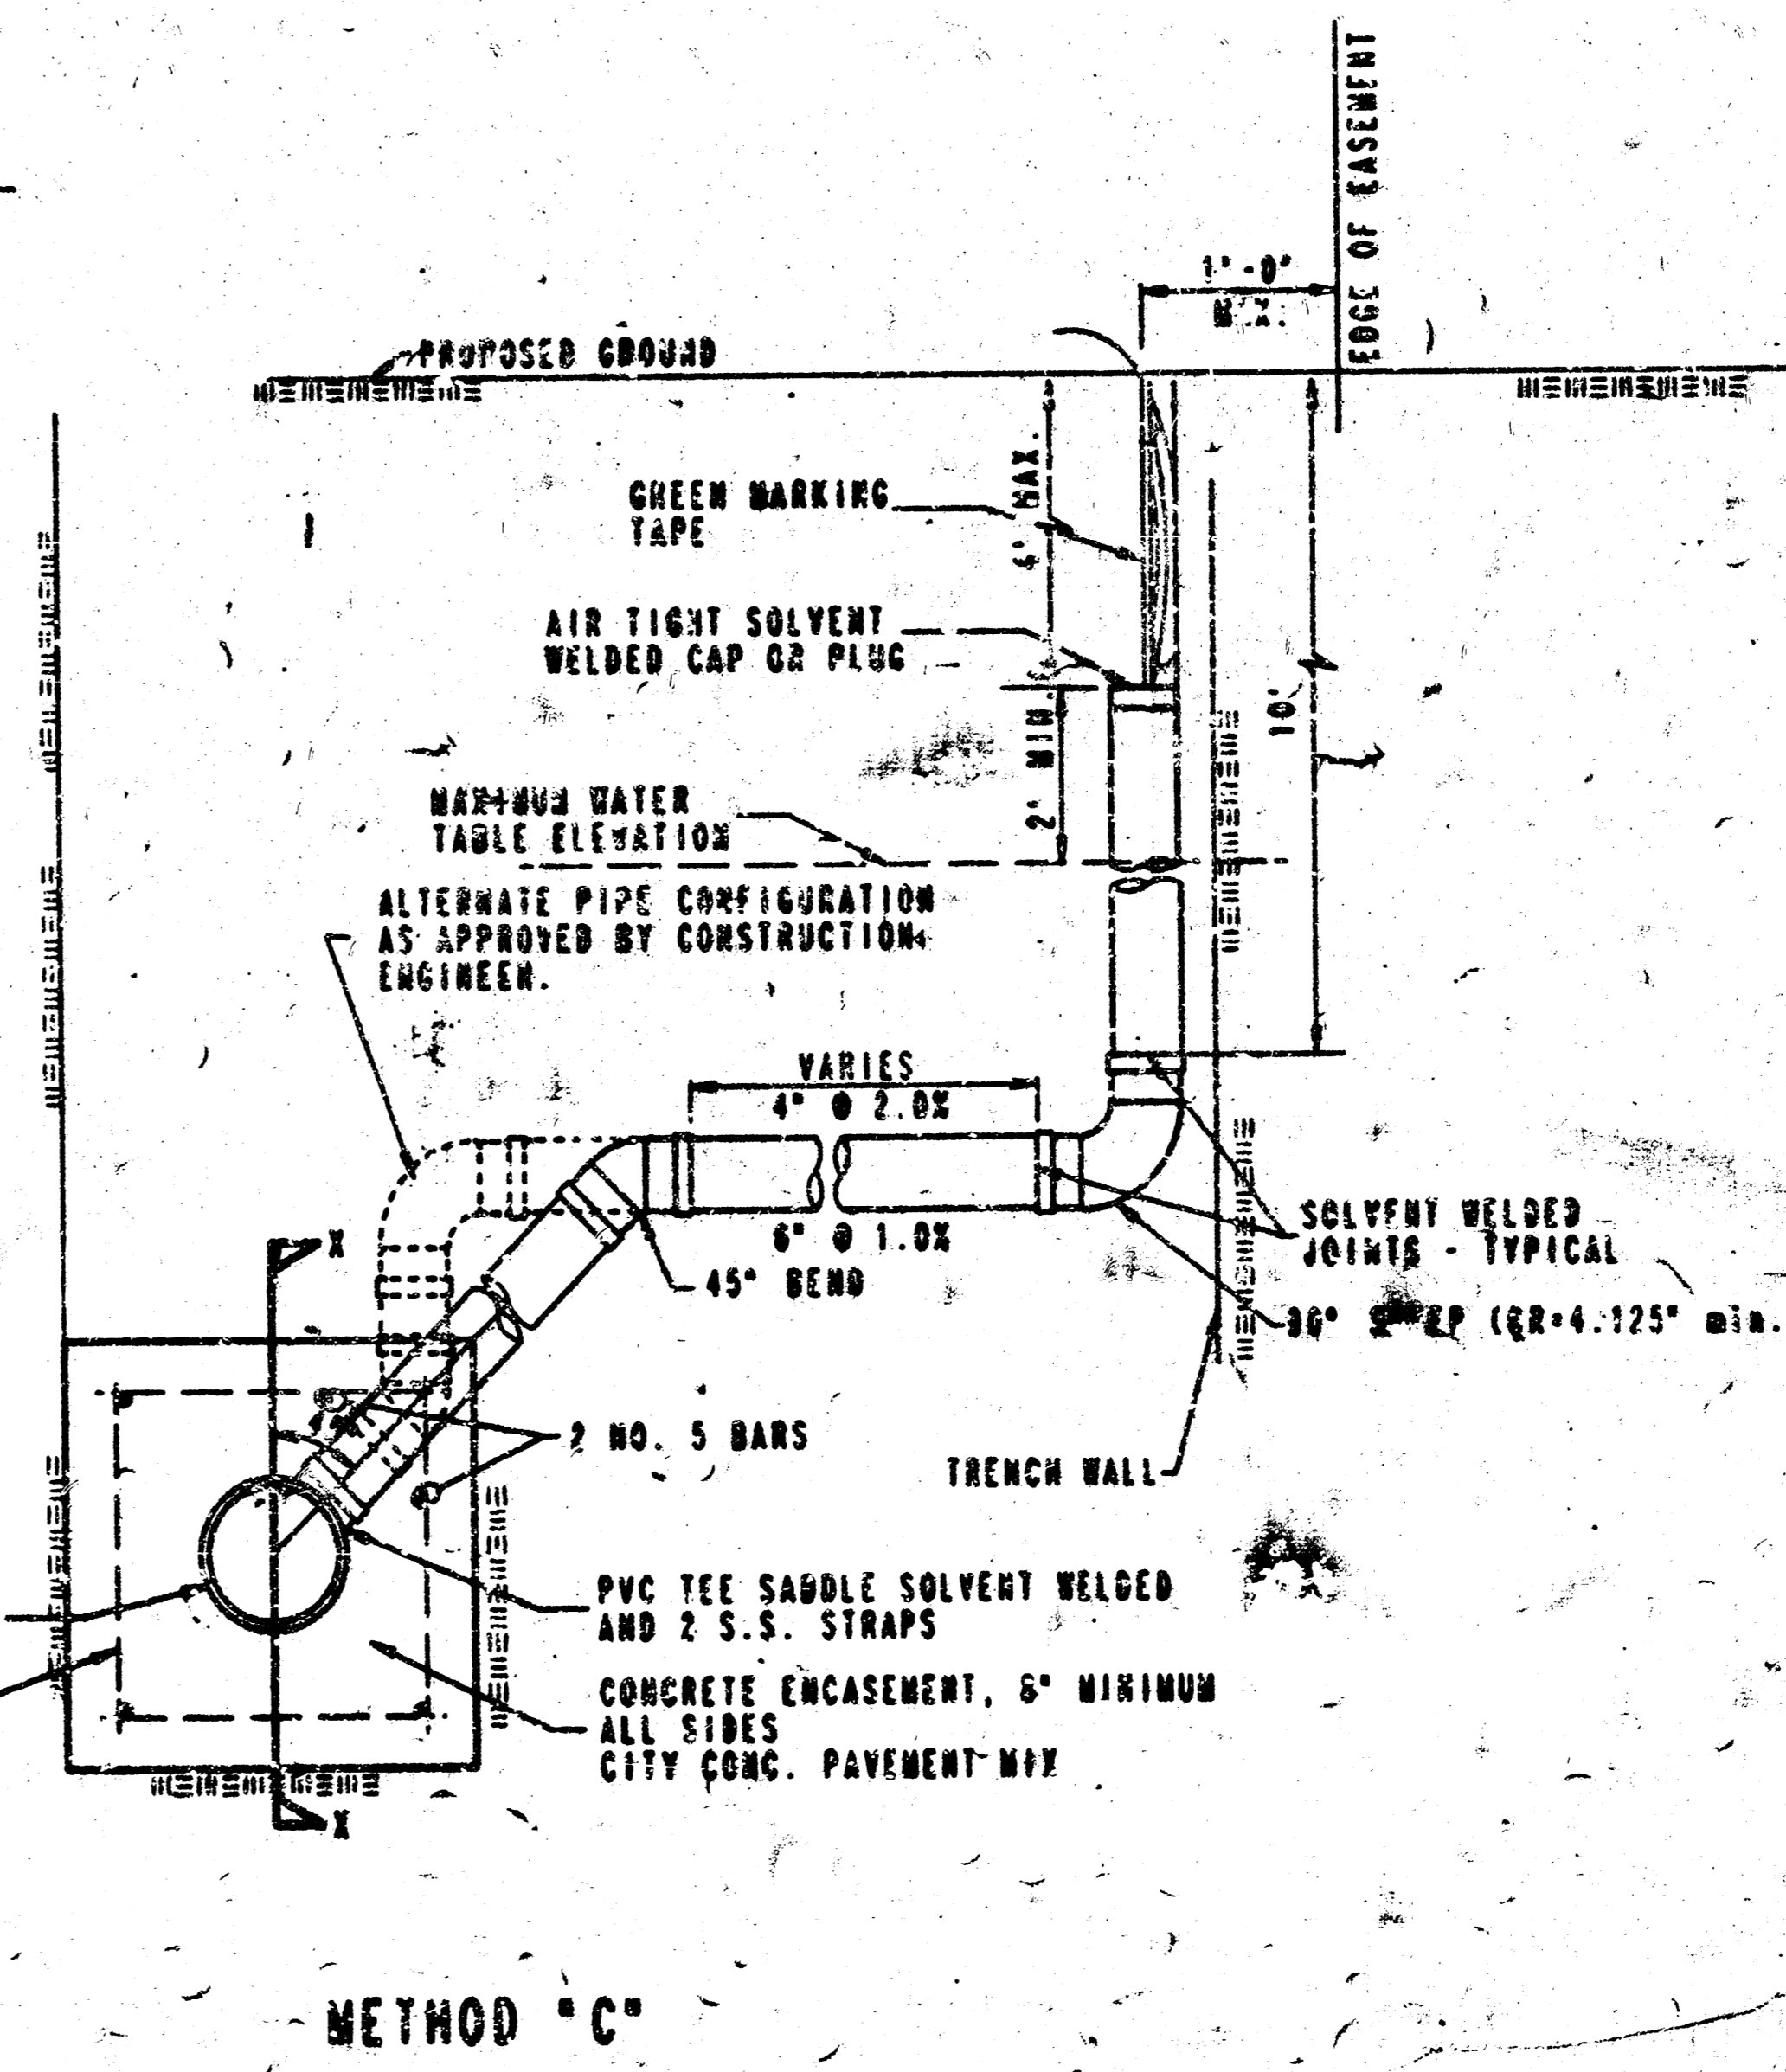 EDGE OF EASEMENT
1'-0"
PROPOSED GROUND
GREEN MARKING
TAPE
MAX.
AIR TIGHT SOLVENT
WELDED CAP OR PLUG
2' MIN.
10'
MAXIMUM WATER
TABLE ELEVATION
ALTERNATE PIPE CONFIGURATION
AS APPROVED BY CONSTRUCTION
ENGINEER.
VARIES
4" @ 2.0%
6" @ 1.0%
45° BEND
SOLVENT WELDED
JOINTS - TYPICAL
4.125" min.
X
2 NO. 5 BARS
TRENCH WALL
PVC TEE SADDLE SOLVENT WELDED
AND 2 S.S. STRAPS
CONCRETE ENCASEMENT, MINIMUM
ALL SIDES
CITY CONC. PAVEMENT MIX
X
METHOD "C"